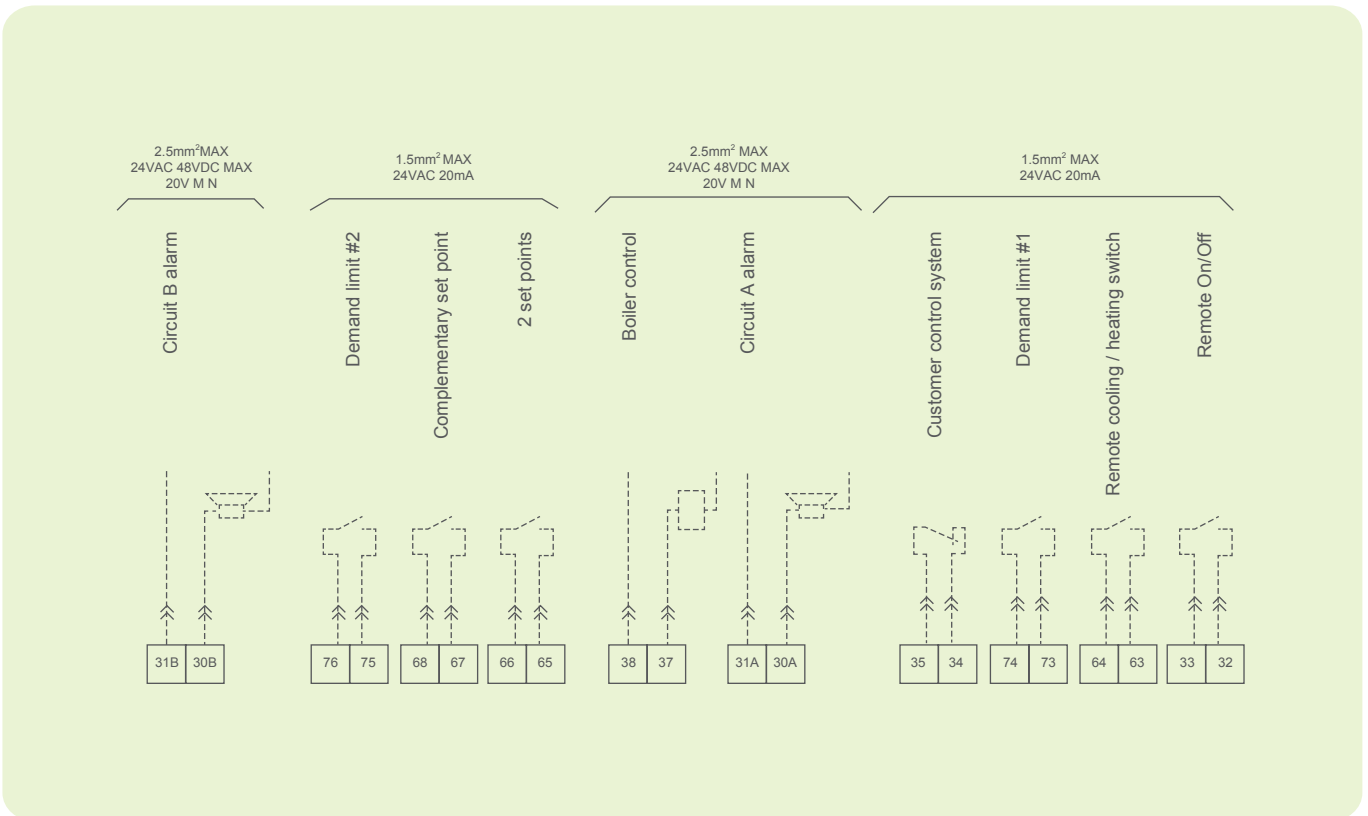 2.5mm²MAX
24VAC 48VDC MAX
20V M N
1.5mm² MAX
24VAC 20mA
2.5mm² MAX
24VAC 48VDC MAX
20V M N
1.5mm² MAX
24VAC 20mA
Circuit B alarm
Demand limit #2
Complementary set point
2 set points
Boiler control
Circuit A alarm
Customer control system
Demand limit #1
Remote cooling / heating switch
Remote On/Off
31B 30B
76 75
68 67
66 65
38 37
31A 30A
35 34
74 73
64 63
33 32